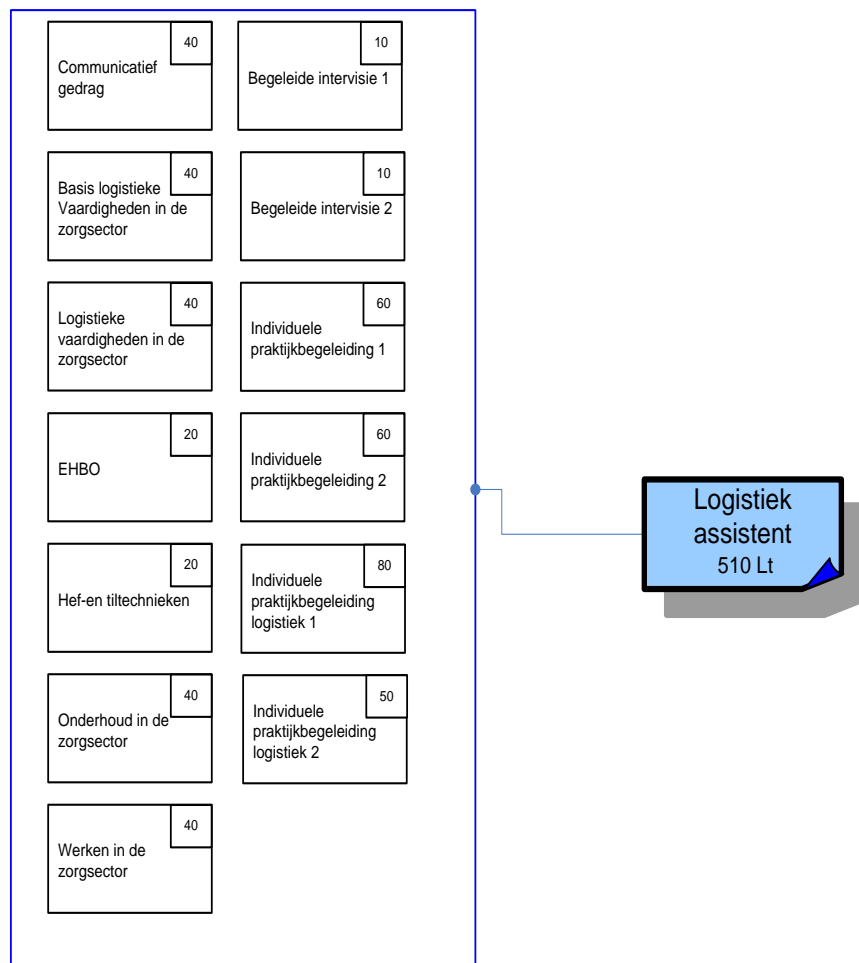 40
Communicatief
gedrag
10
Begeleide intervisie 1
40
Basis logistieke
Vaardigheden in de
zorgsector
10
Begeleide intervisie 2
40
Logistieke
vaardigheden in de
zorgsector
60
Individuele
praktijkbegeleiding 1
20
EHBO
60
Individuele
praktijkbegeleiding 2
20
Hef-en tiltechnieken
80
Individuele
praktijkbegeleiding
logistiek 1
40
Onderhoud in de
zorgsector
50
Individuele
praktijkbegeleiding
logistiek 2
40
Werken in de
zorgsector
Logistiek
assistent
510 Lt